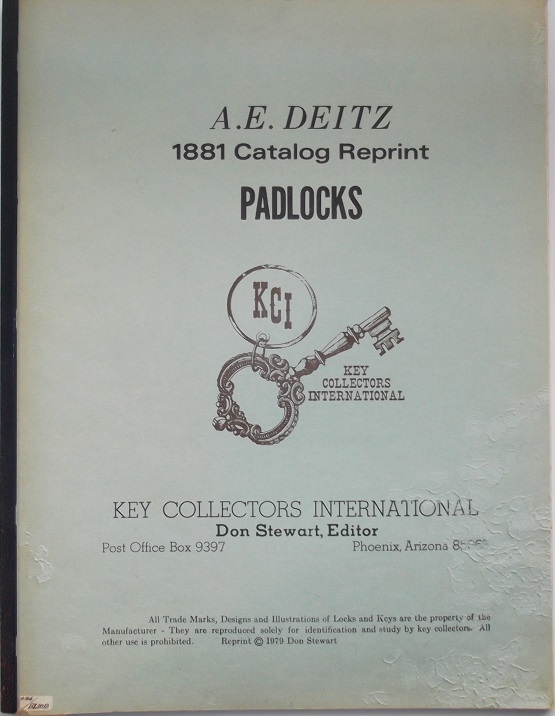 A.E. DEITZ
1881 Catalog Reprint
PADLOCKS
KCI
KEY
COLLECTORS
INTERNATIONAL
KEY COLLECTORS INTERNATIONAL
Don Stewart, Editor
Post Office Box 9397 Phoenix, Arizona
All Trade Marks, Designs and Illustrations of Locks and Keys are the property of the
Manufacturer - They are reproduced solely for identification and study by key collectors. All
other use is prohibited. Reprint © 1979 Don Stewart